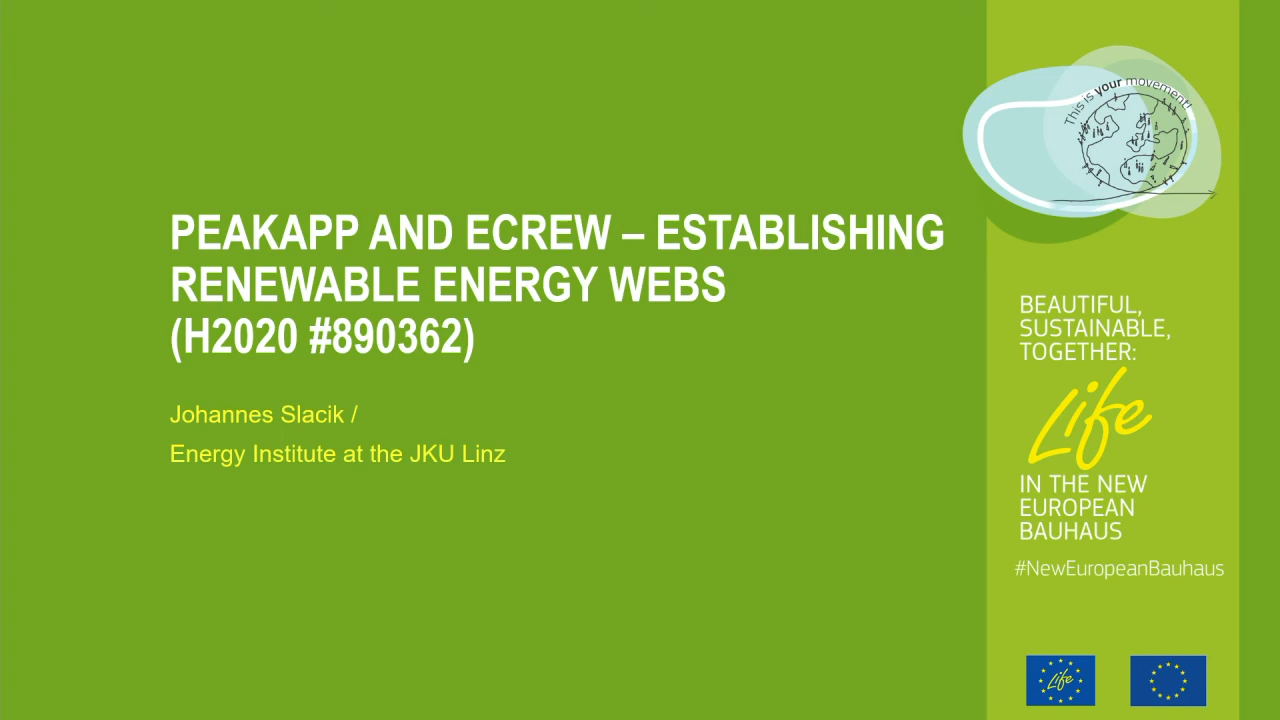 PEAKAPP AND ECREW – ESTABLISHING
RENEWABLE ENERGY WEBS
(H2020 #890362)
Johannes Slacik /
Energy Institute at the JKU Linz
This is your movement!
BEAUTIFUL,
SUSTAINABLE,
TOGETHER:
Life
IN THE NEW
EUROPEAN
BAUHAUS
#NewEuropeanBauhaus
Life